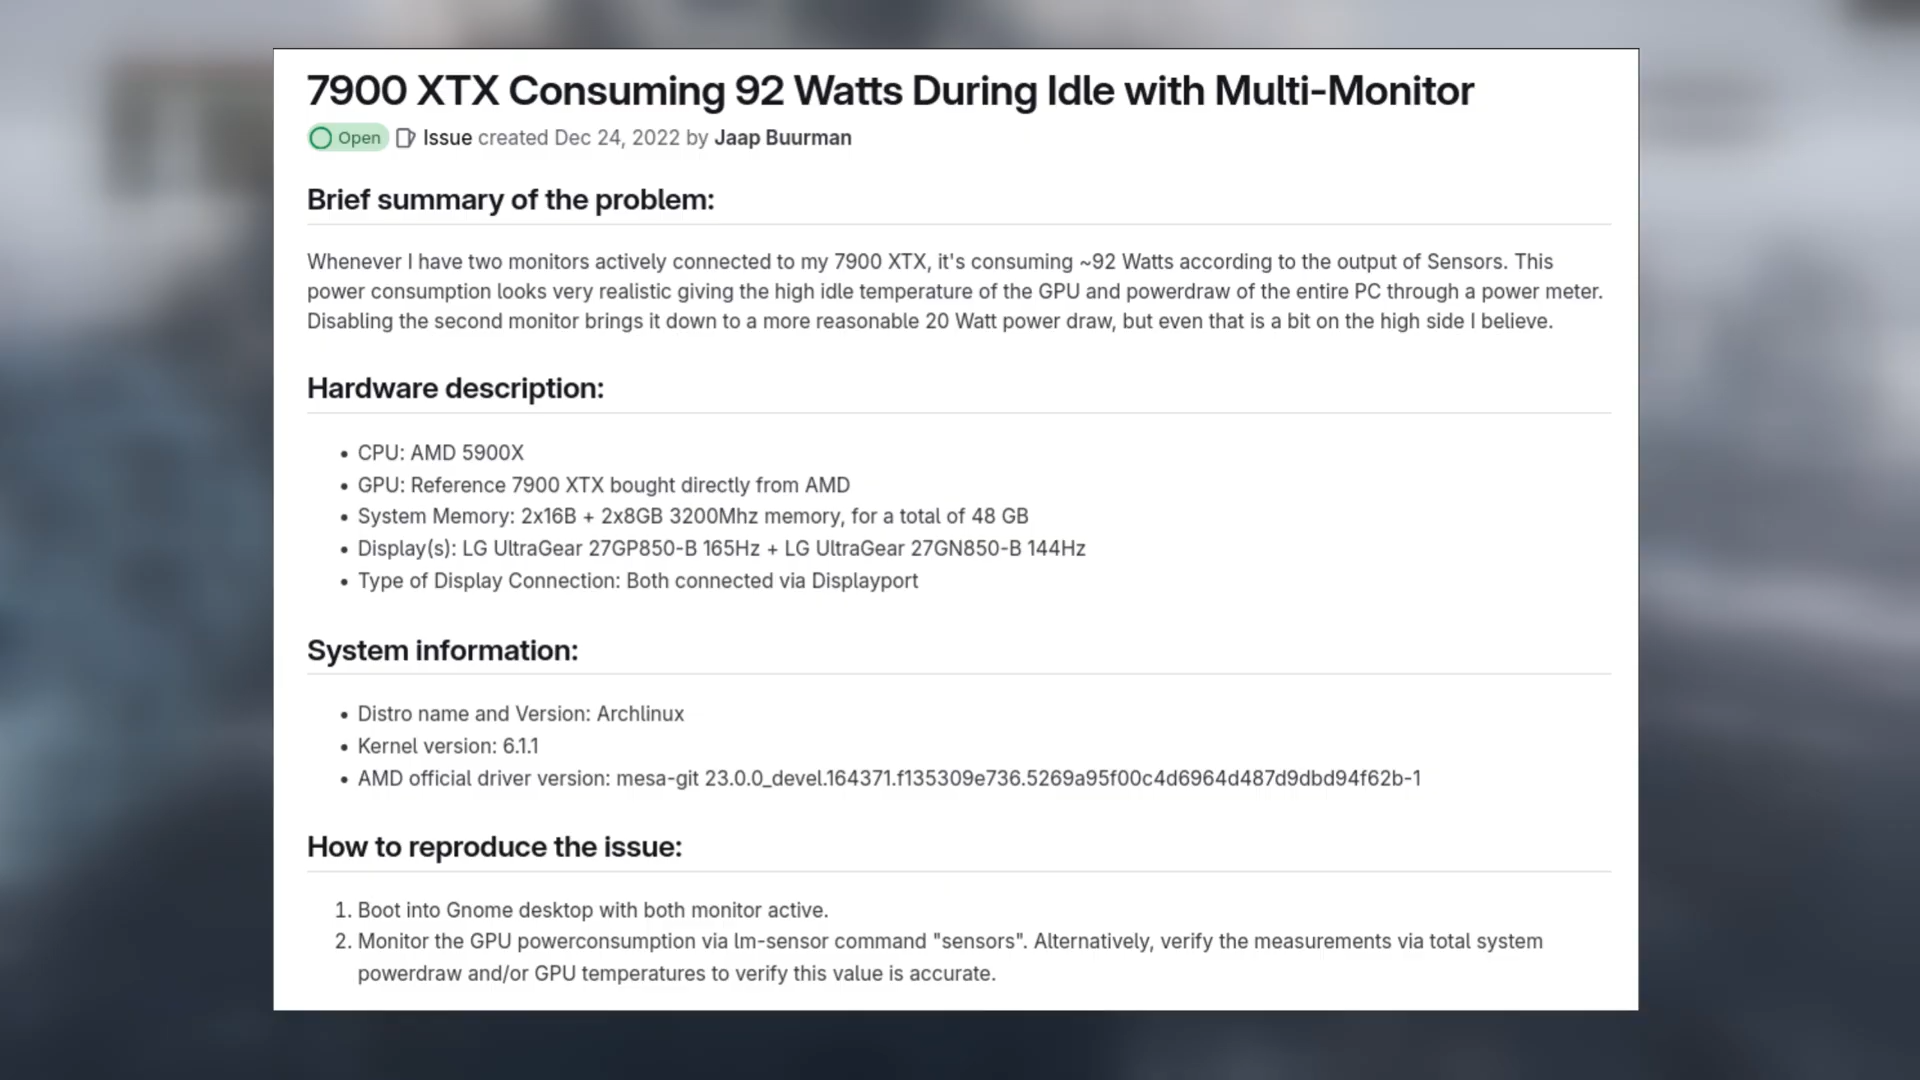 7900 XTX Consuming 92 Watts During Idle with Multi-Monitor
Open Issue created Dec 24, 2022 by Jaap Buurman
Brief summary of the problem:
Whenever I have two monitors actively connected to my 7900 XTX, it's consuming ~92 Watts according to the output of Sensors. This
power consumption looks very realistic giving the high idle temperature of the GPU and powerdraw of the entire PC through a power meter.
Disabling the second monitor brings it down to a more reasonable 20 Watt power draw, but even that is a bit on the high side I believe.
Hardware description:
• CPU: AMD 5900X
• GPU: Reference 7900 XTX bought directly from AMD
• System Memory: 2x16B + 2x8GB 3200Mhz memory, for a total of 48 GB
• Display(s): LG UltraGear 27GP850-B 165Hz + LG UltraGear 27GN850-B 144Hz
• Type of Display Connection: Both connected via Displayport
System information:
• Distro name and Version: Archlinux
• Kernel version: 6.1.1
• AMD official driver version: mesa-git 23.0.0_devel.164371.f135309e736.5269a95f00c4d6964d487d9dbd94f62b-1
How to reproduce the issue:
1. Boot into Gnome desktop with both monitor active.
2. Monitor the GPU powerconsumption via lm-sensor command "sensors". Alternatively, verify the measurements via total system
powerdraw and/or GPU temperatures to verify this value is accurate.